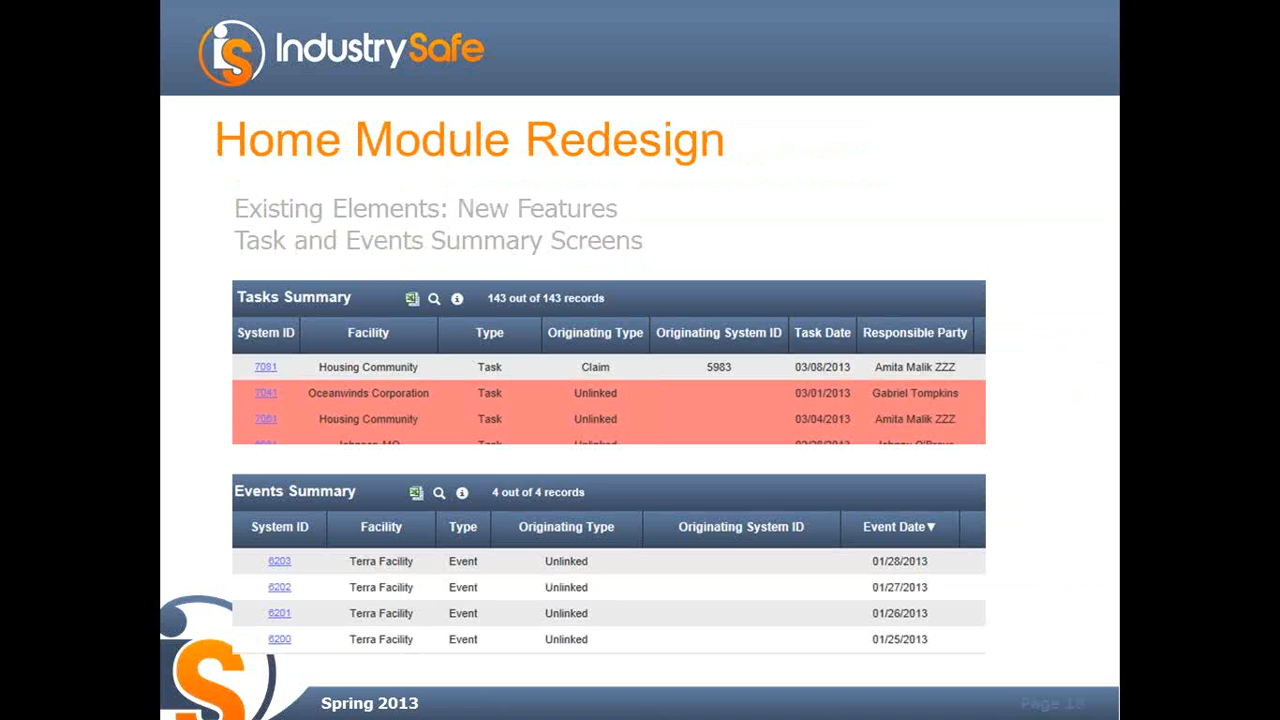 IndustrySafe
Home Module Redesign
Existing Elements: New Features
Task and Events Summary Screens
Tasks Summary 143 out of 143 records
System ID Facility Type Originating Type Originating System ID Task Date Responsible Party
7081 Housing Community Task Claim 5983 03/08/2013 Amita Malik ZZZ
7041 Oceanwinds Corporation Task Unlinked 03/01/2013 Gabriel Tompkins
7061 Housing Community Task Unlinked 03/04/2013 Amita Malik ZZZ
Events Summary 4 out of 4 records
System ID Facility Type Originating Type Originating System ID Event Date▼
6203 Terra Facility Event Unlinked 01/28/2013
6202 Terra Facility Event Unlinked 01/27/2013
6201 Terra Facility Event Unlinked 01/26/2013
6200 Terra Facility Event Unlinked 01/25/2013
Spring 2013
Page